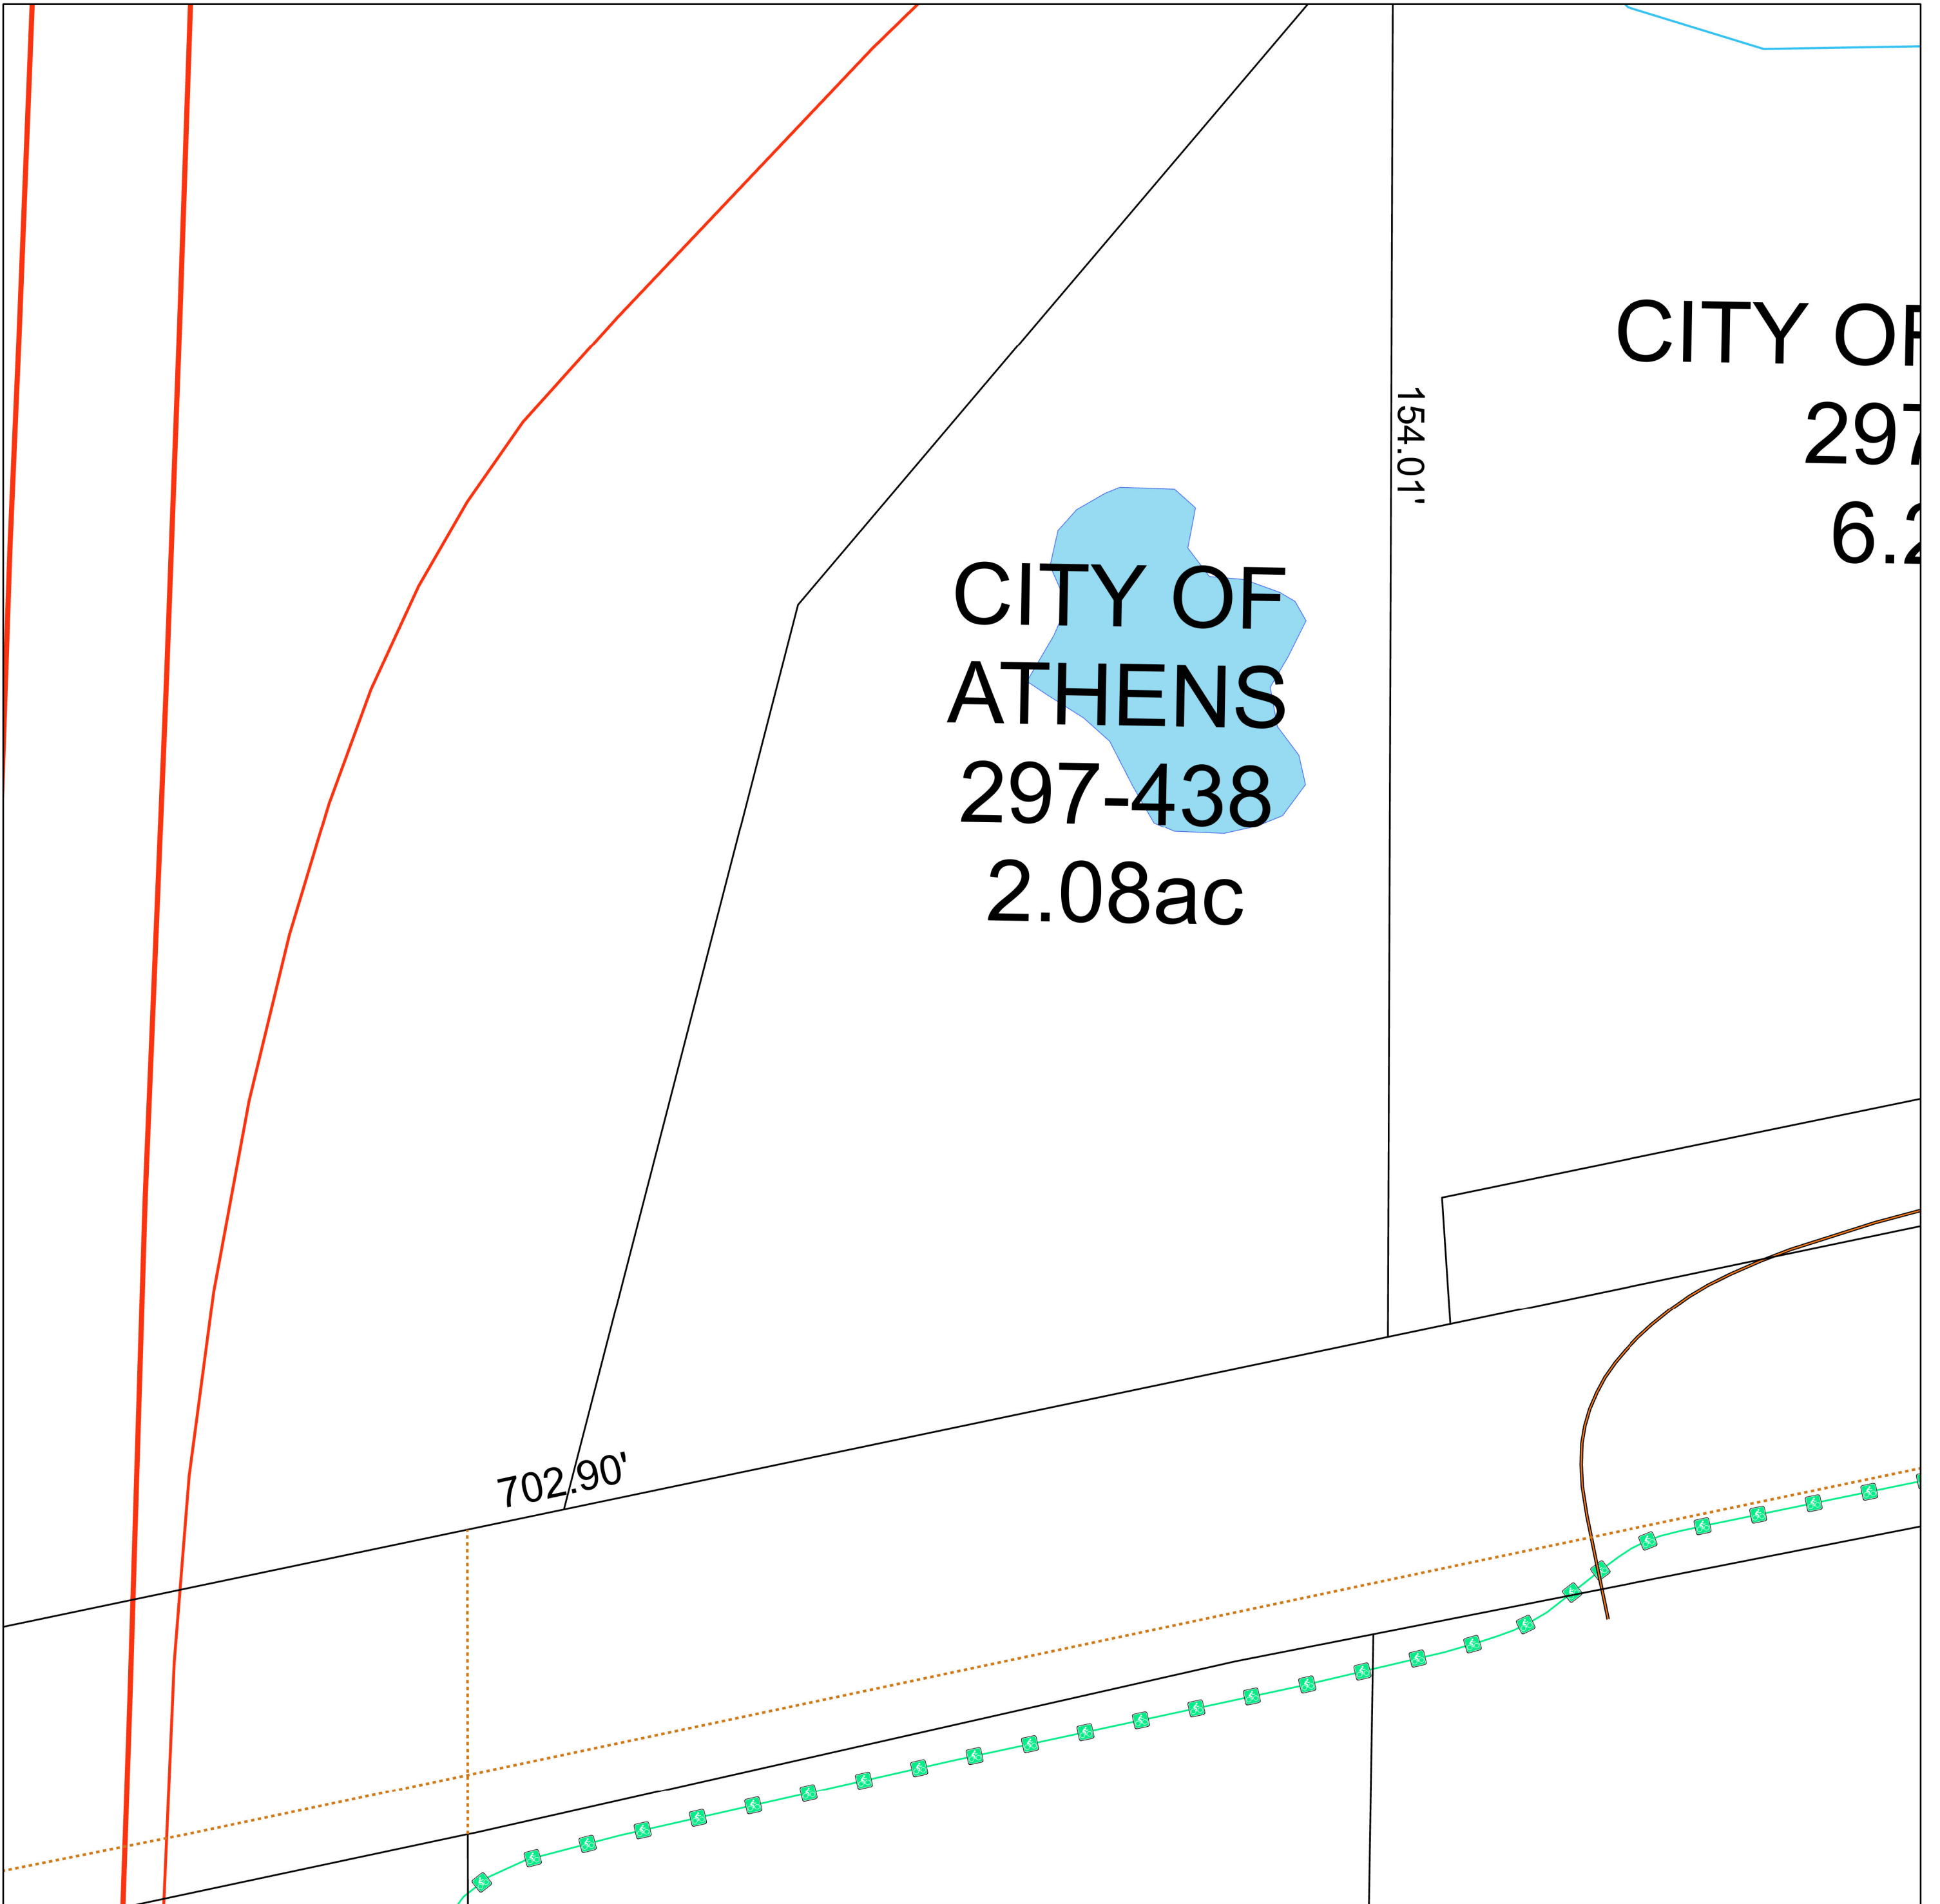 CITY OF
297
6.2
154.01'
CITY OF
ATHENS
297-438
2.08ac
702.90'